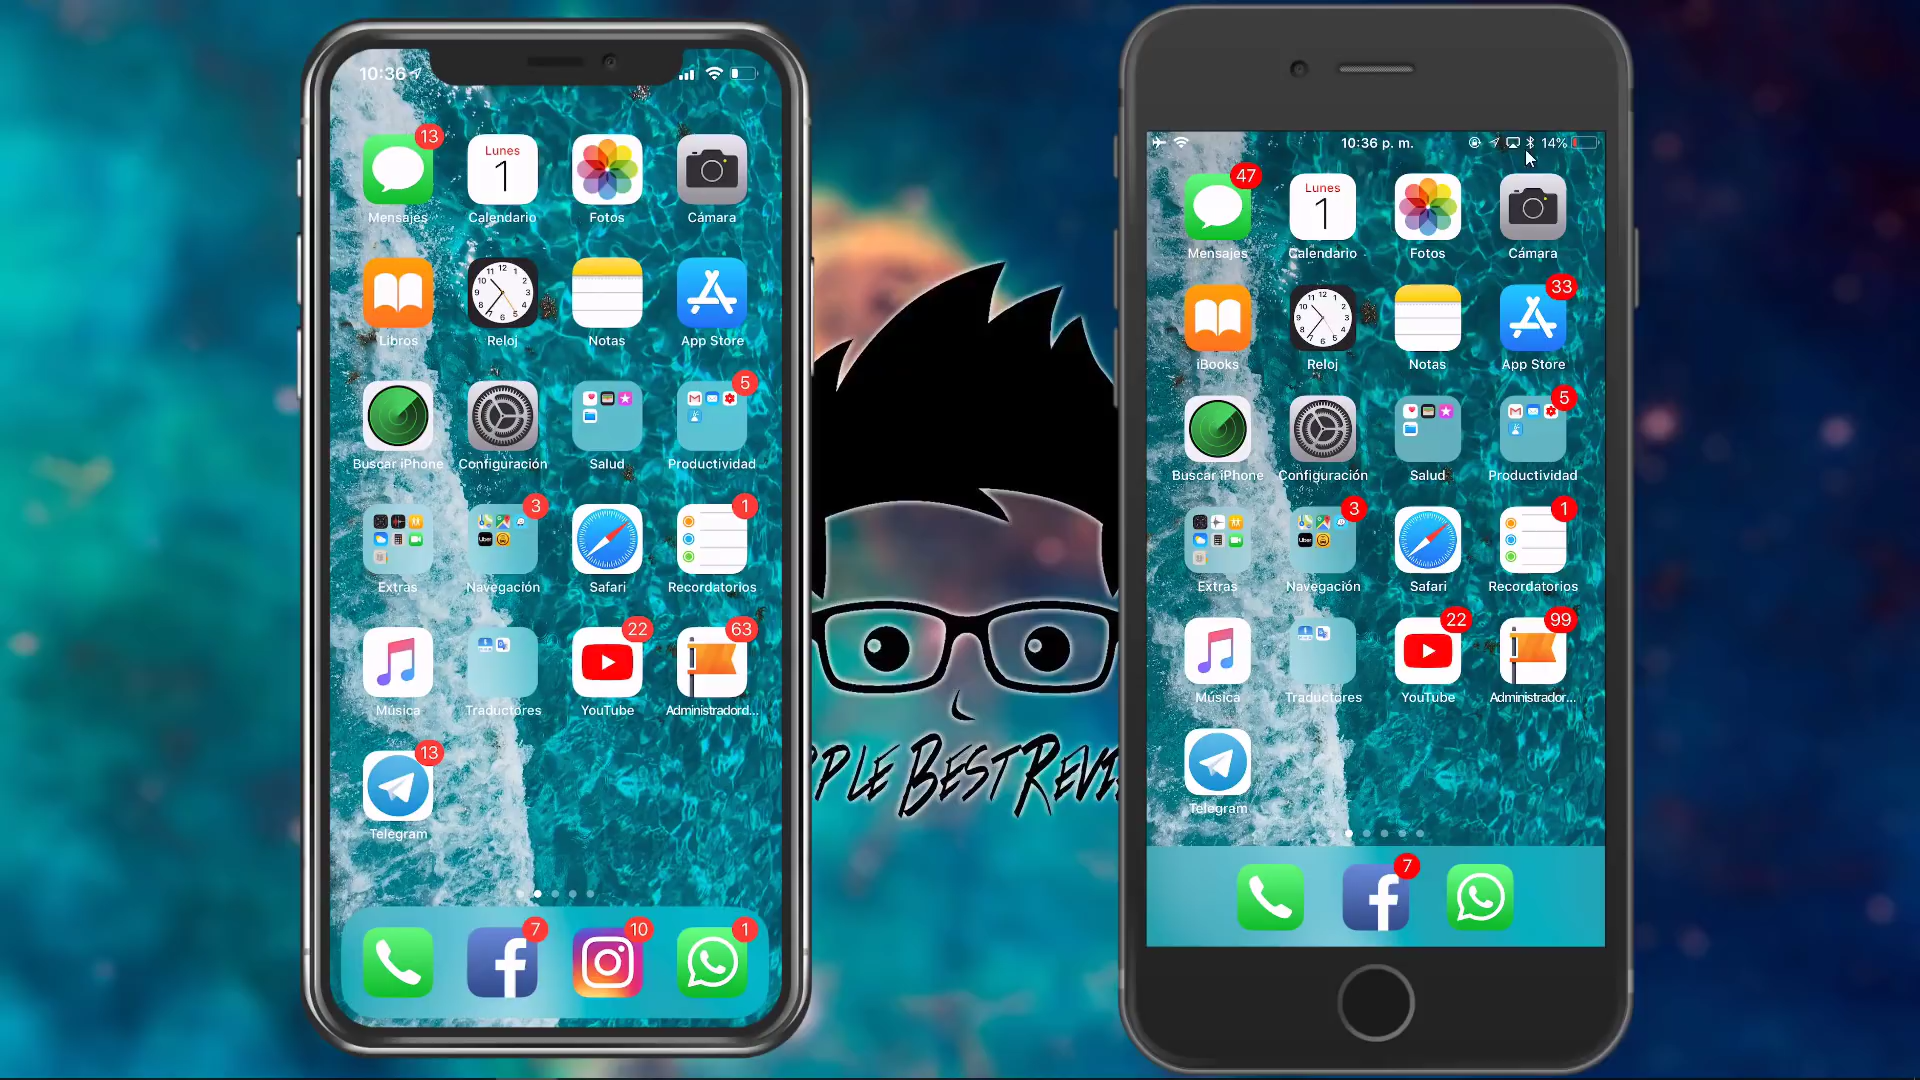 10:36
13
Mensajes
Lunes
1
Calendario
Fotos
Cámara
Libros
Reloj
Notas
App Store
Buscar iPhone
Configuración
Salud
5
Productividad
Extras
3
Navegación
Safari
1
Recordatorios
Música
Traductores
22
YouTube
63
Administradord...
13
Telegram
7
10
1
PLE BEST REVIE
10:36 p. m.
14%
47
Mensajes
Lunes
1
Calendario
Fotos
Cámara
iBooks
Reloj
Notas
33
App Store
Buscar iPhone
Configuración
Salud
5
Productividad
Extras
3
Navegación
Safari
1
Recordatorios
Música
Traductores
22
YouTube
99
Administrador...
Telegram
7